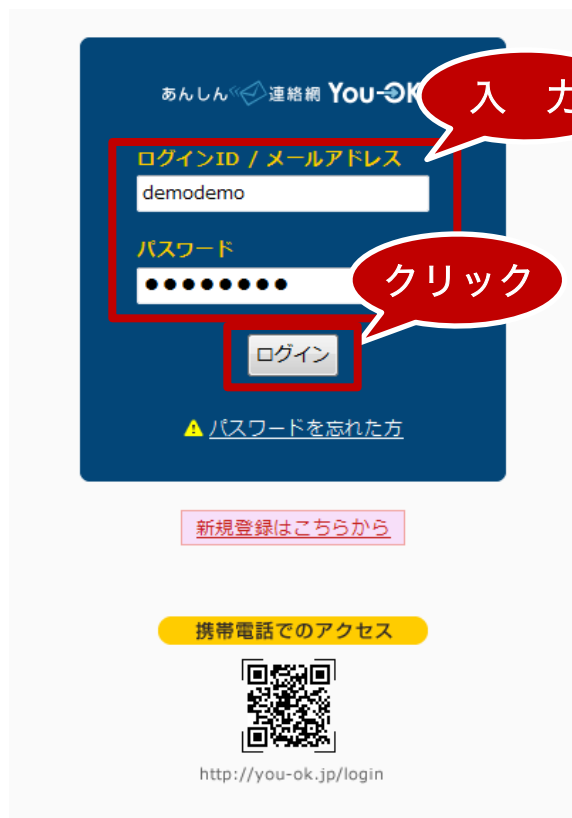 あんしん 連絡網 You-OK
入 力
ログインID / メールアドレス
demodemo
パスワード
●●●●●●●●
クリック
ログイン
パスワードを忘れた方
新規登録はこちらから
携帯電話でのアクセス
http://you-ok.jp/login